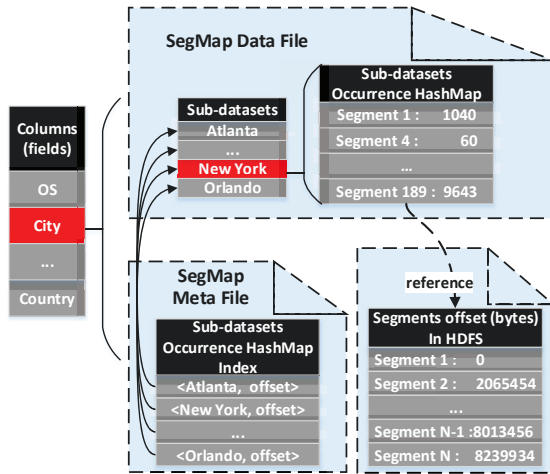 SegMap Data File
Sub-datasets
Occurrence HashMap
Segment 1 : 1040
Segment 4 : 60
...
Segment 189 : 9643
Sub-datasets
Atlanta
...
New York
Orlando
Columns
(fields)
OS
City
...
Country
SegMap
Meta File
Sub-datasets
Occurrence HashMap
Index
<Atlanta, offset>
<New York, offset>
...
<Orlando, offset>
reference
Segments offset (bytes)
In HDFS
Segment 1 : 0
Segment 2 : 2065454
...
Segment N-1 :8013456
Segment N : 8239934